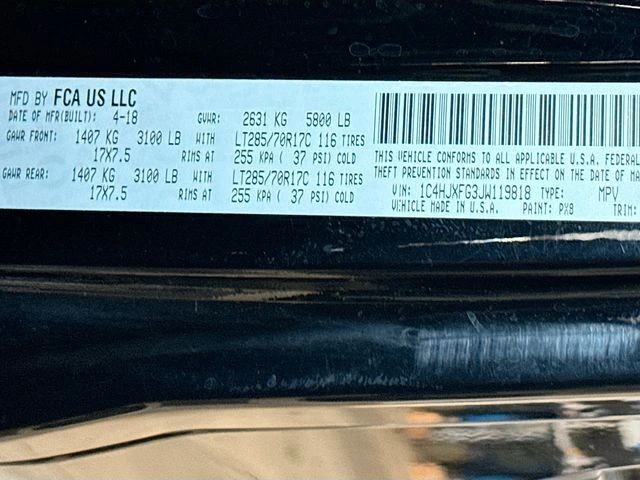 MFD BY FCA US LLC
DATE OF MFR(BUILT): 4-18 GVWR: 2631 KG 5800 LB
GAWR FRONT: 1407 KG 3100 LB WITH LT285/70R17C 116 TIRES
17X7.5 RIMS AT 255 KPA ( 37 PSI) COLD
GAWR REAR: 1407 KG 3100 LB WITH LT285/70R17C 116 TIRES
17X7.5 RIMS AT 255 KPA ( 37 PSI) COLD
THIS VEHICLE CONFORMS TO ALL APPLICABLE U.S.A. FEDERAL
THEFT PREVENTION STANDARDS IN EFFECT ON THE DATE OF MA
VIN: 1C4HJXFG3JW119818 TYPE: MPV
VEHICLE MADE IN U.S.A. PAINT: PX8 TRIM: